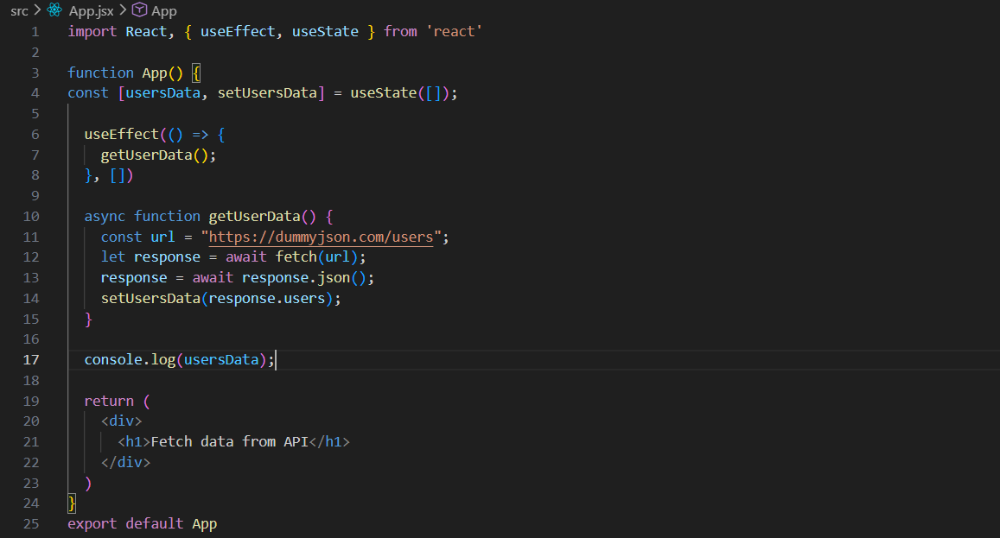 src > App.jsx > App
1 import React, { useEffect, useState } from 'react'
2
3 function App() {
4 const [usersData, setUsersData] = useState([]);
5
6   useEffect(() => {
7     getUserData();
8   }, [])
9
10   async function getUserData() {
11     const url = "https://dummyjson.com/users";
12     let response = await fetch(url);
13     response = await response.json();
14     setUsersData(response.users);
15   }
16
17   console.log(usersData);
18
19   return (
20     <div>
21       <h1>Fetch data from API</h1>
22     </div>
23   )
24 }
25 export default App